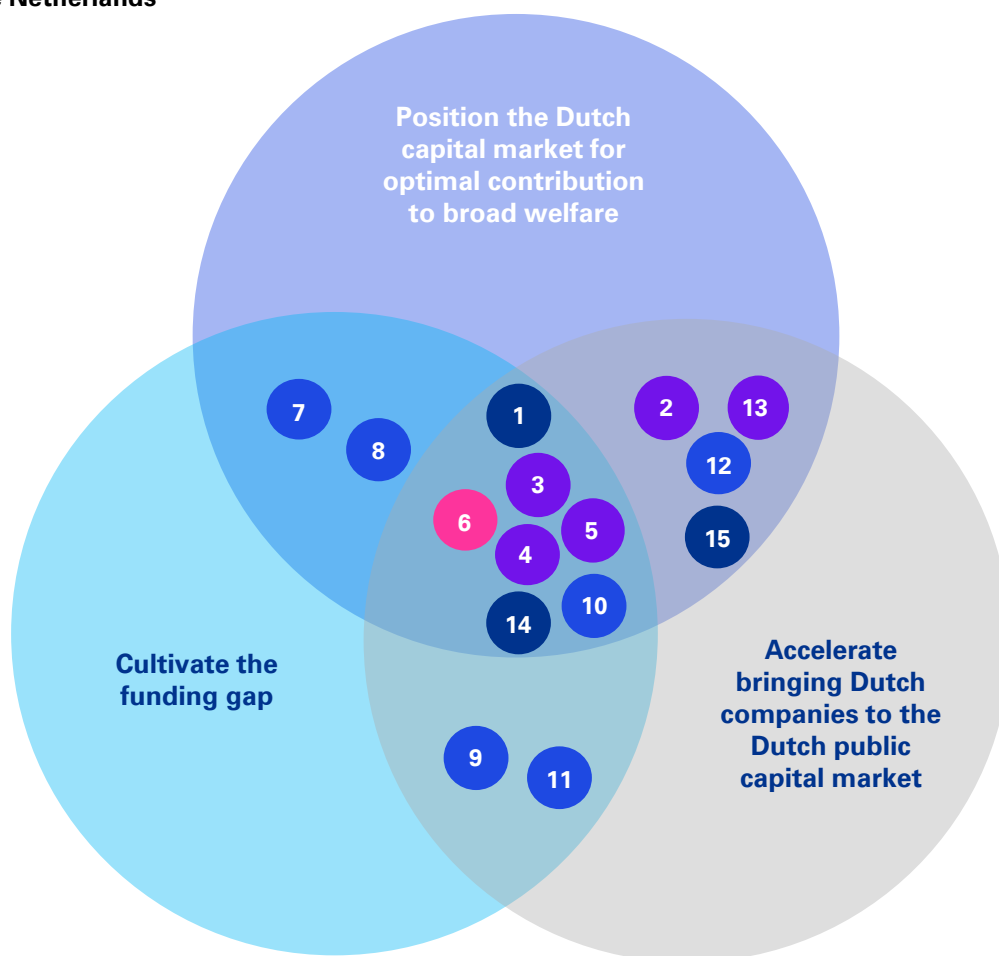 Netherlands
Position the Dutch
capital market for
optimal contribution
to broad welfare
7
8
1
2
13
3
12
6
5
4
15
10
14
Cultivate the
funding gap
Accelerate
bringing Dutch
companies to the
Dutch public
capital market
9
11